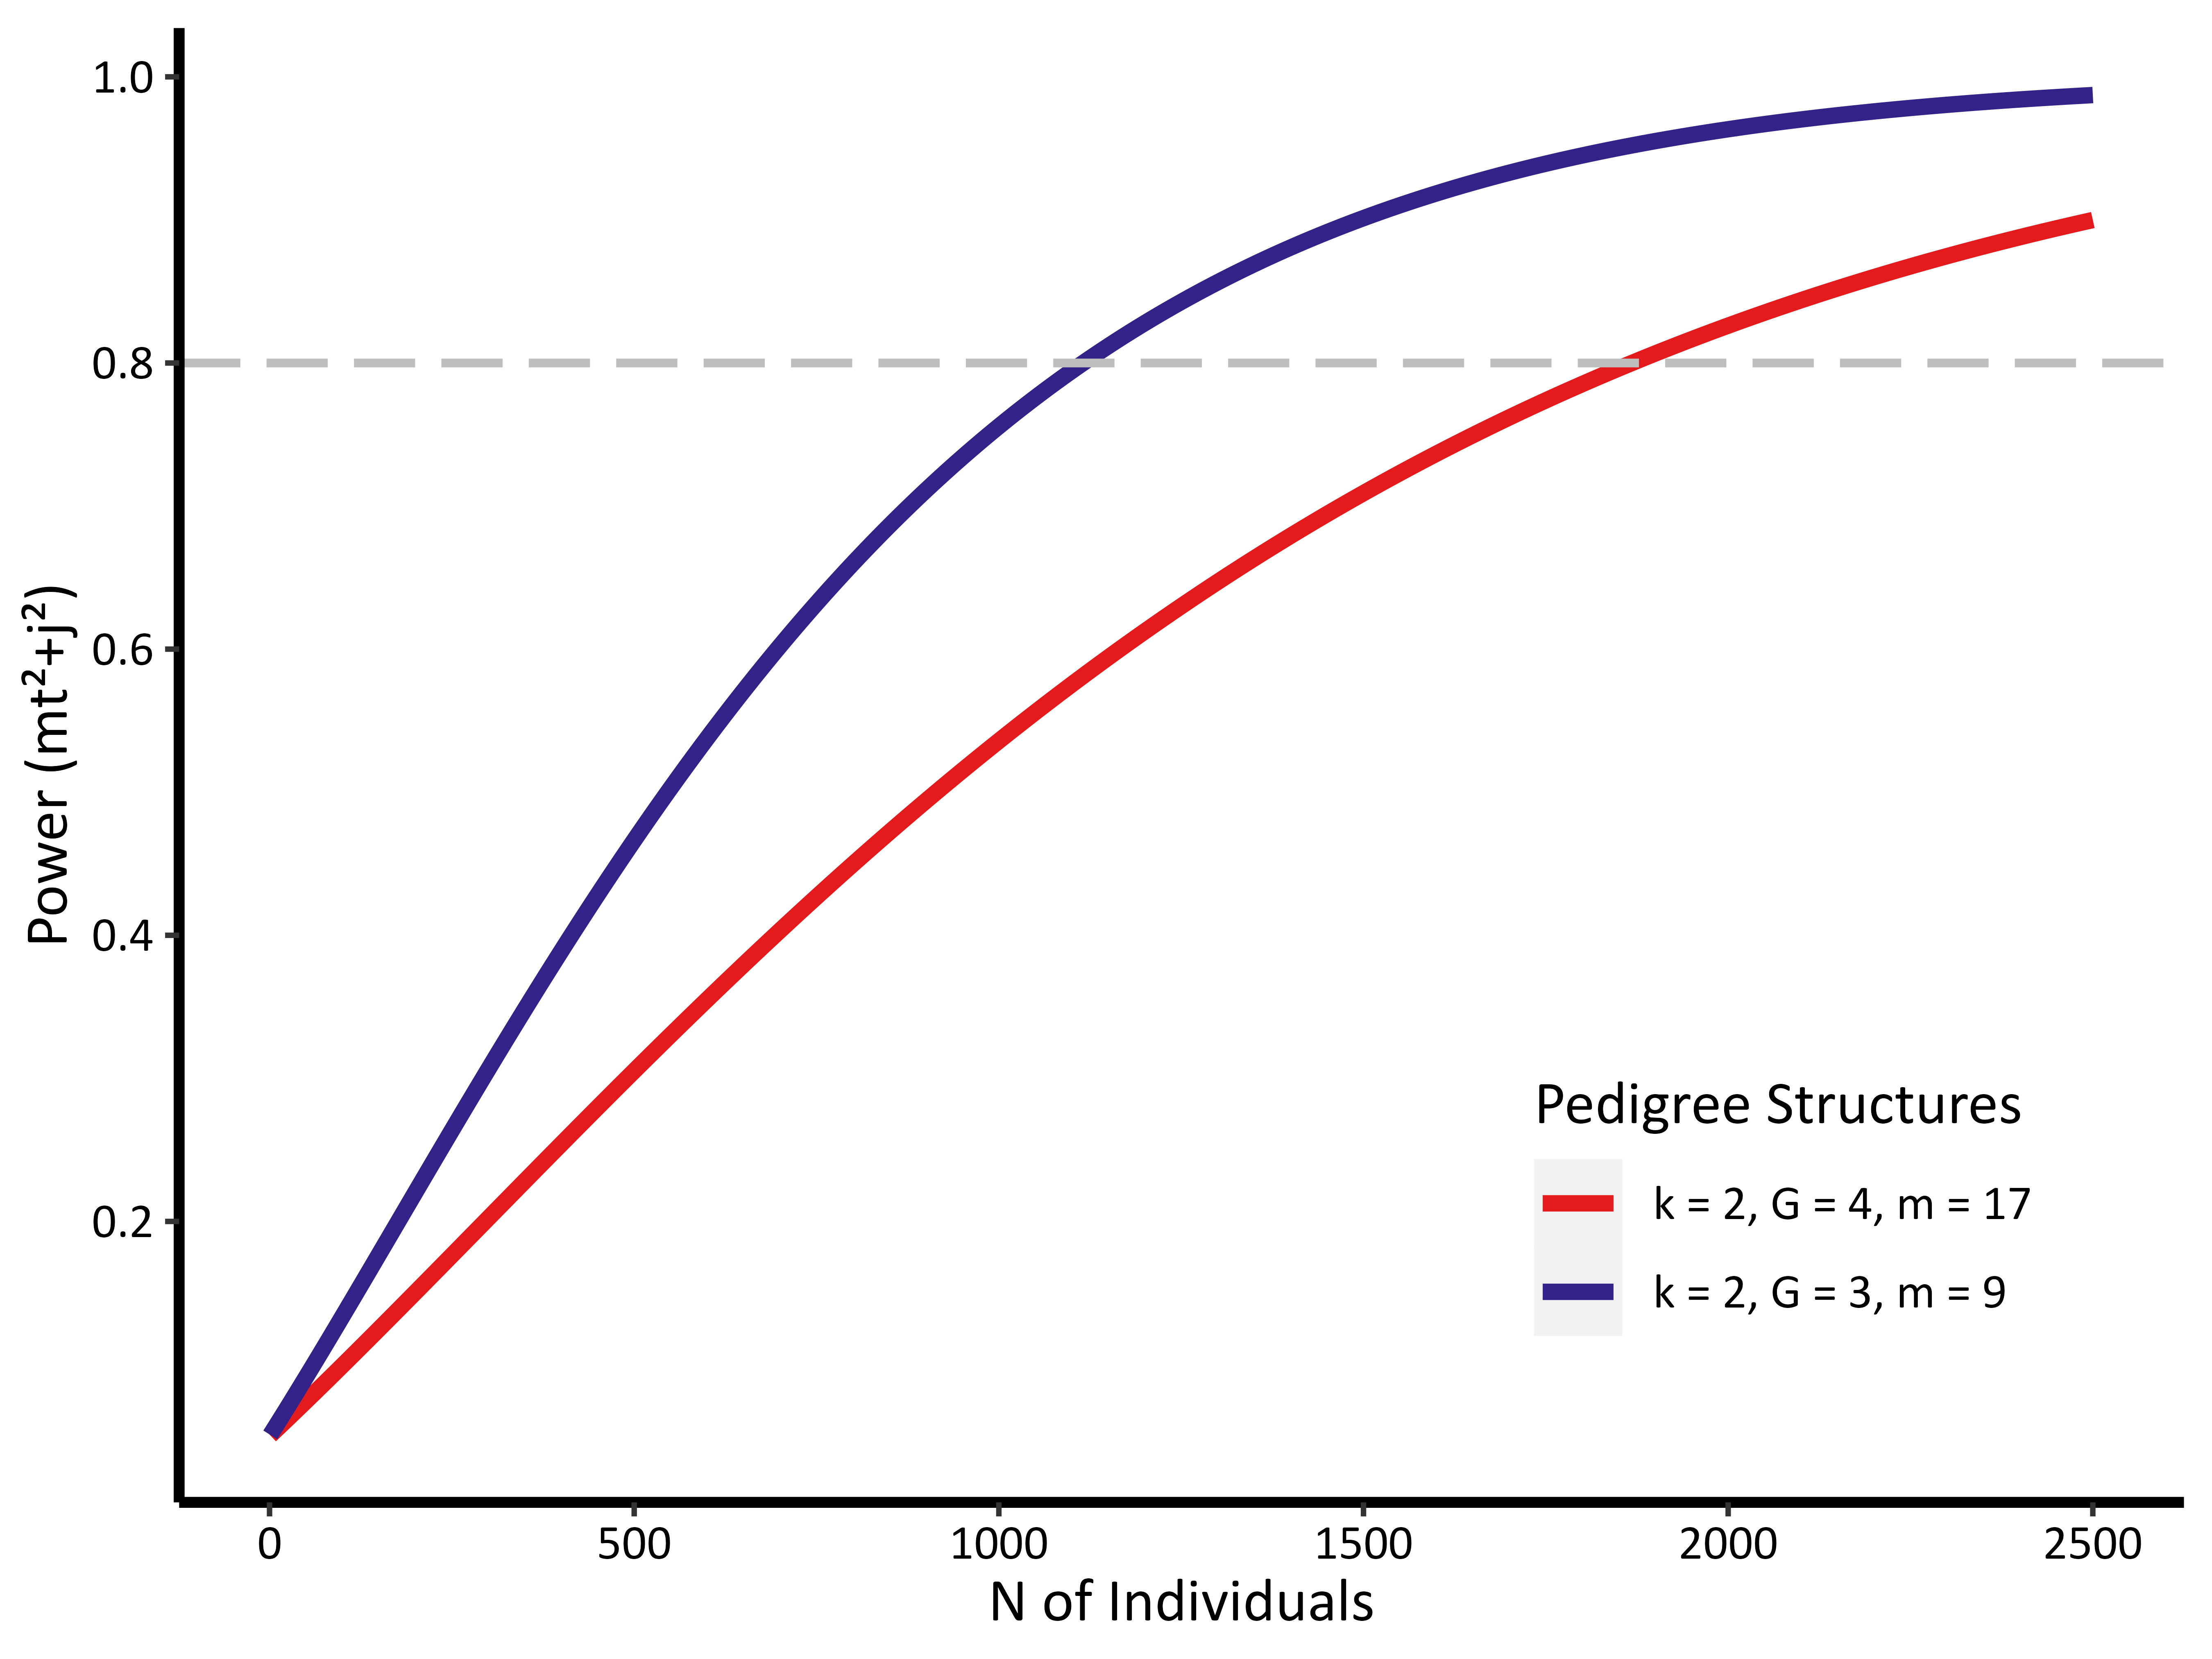 1.0
0.8
0.6
0.4
0.2
Power (mt²+j²)
Pedigree Structures
k = 2, G = 4, m = 17
k = 2, G = 3, m = 9
0 500 1000 1500 2000 2500
N of Individuals